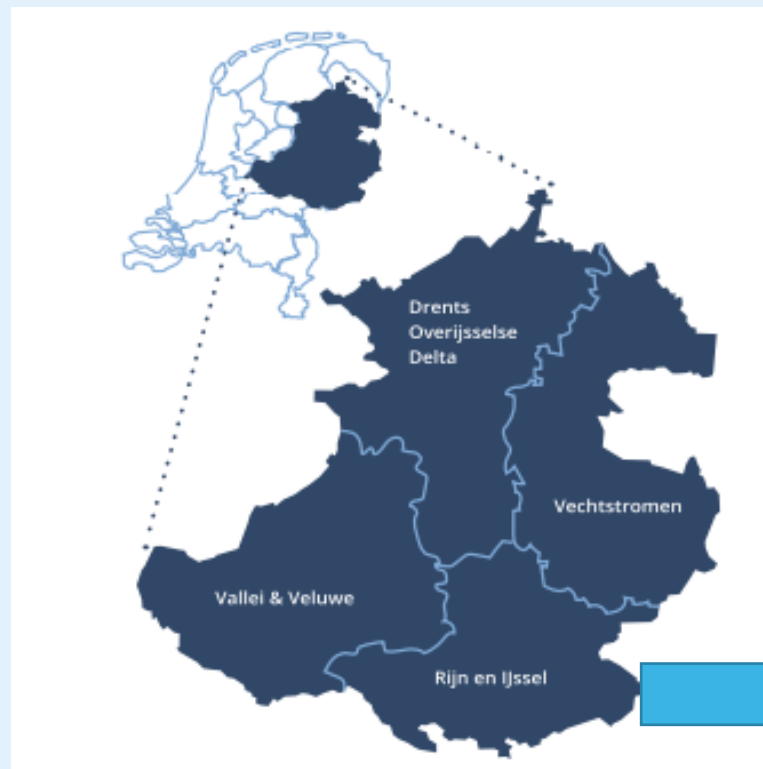 Drents
Overijsselse
Delta
Vechtstromen
Vallei & Veluwe
Rijn en IJssel